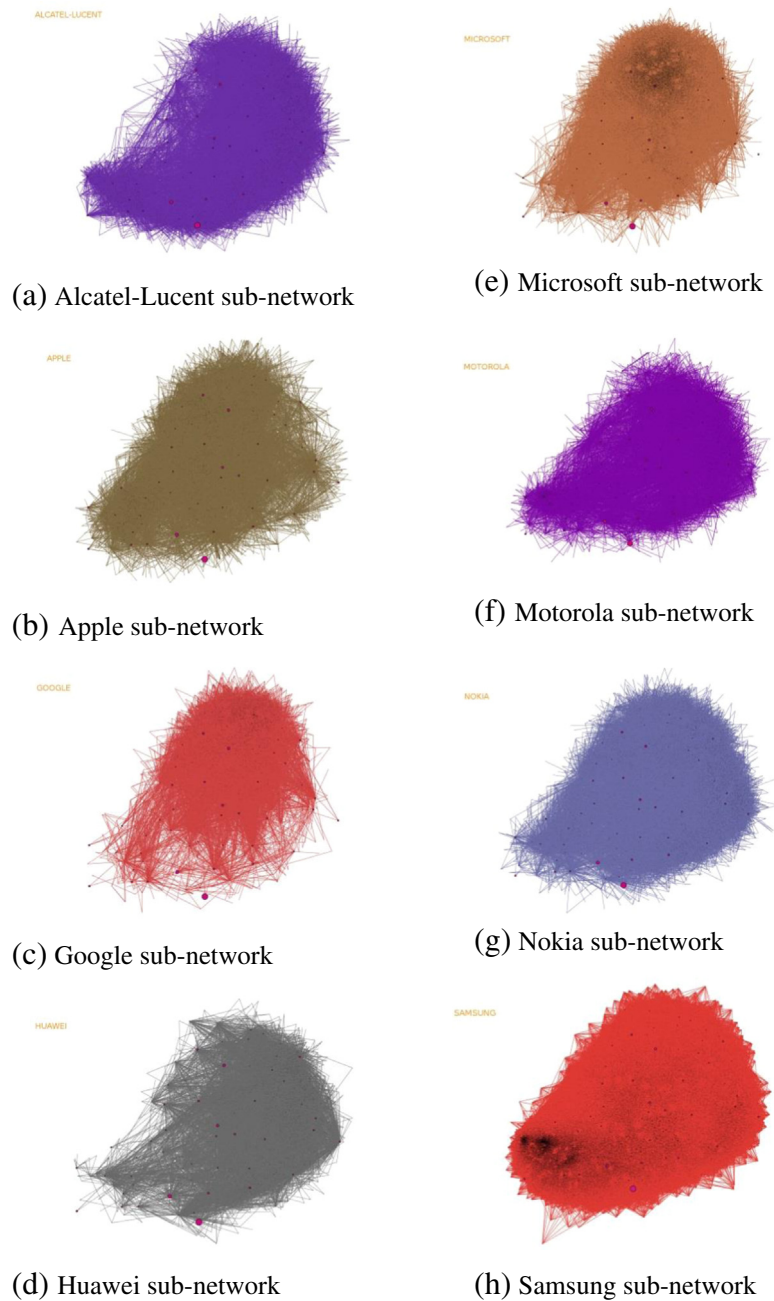 ALCATEL-LUCENT
(a) Alcatel-Lucent sub-network
APPLE
(b) Apple sub-network
GOOGLE
(c) Google sub-network
HUAWEI
(d) Huawei sub-network
MICROSOFT
(e) Microsoft sub-network
MOTOROLA
(f) Motorola sub-network
NOKIA
(g) Nokia sub-network
SAMSUNG
(h) Samsung sub-network